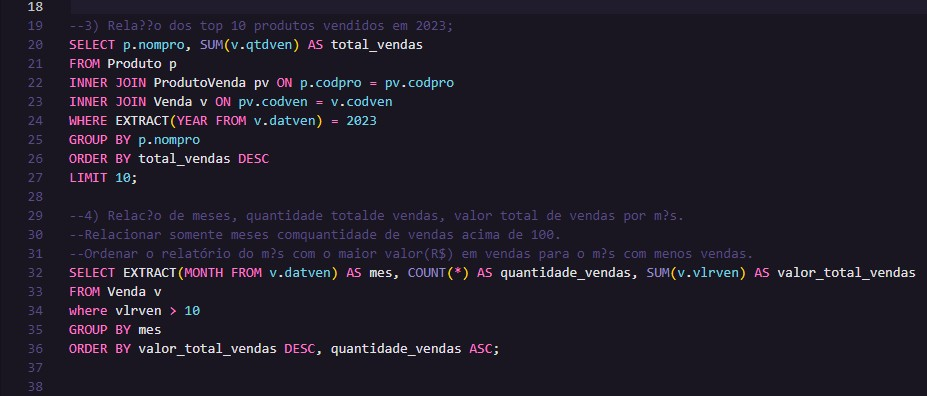 18
19 --3) Rela??o dos top 10 produtos vendidos em 2023;
20 SELECT p.nompro, SUM(v.qtdven) AS total_vendas
21 FROM Produto p
22 INNER JOIN ProdutoVenda pv ON p.codpro = pv.codpro
23 INNER JOIN Venda v ON pv.codven = v.codven
24 WHERE EXTRACT(YEAR FROM v.datven) = 2023
25 GROUP BY p.nompro
26 ORDER BY total_vendas DESC
27 LIMIT 10;
28
29 --4) Relac?o de meses, quantidade totalde vendas, valor total de vendas por m?s.
30 --Relacionar somente meses comquantidade de vendas acima de 100.
31 --Ordenar o relatório do m?s com o maior valor(R$) em vendas para o m?s com menos vendas.
32 SELECT EXTRACT(MONTH FROM v.datven) AS mes, COUNT(*) AS quantidade_vendas, SUM(v.vlrven) AS valor_total_vendas
33 FROM Venda v
34 where vlrven > 10
35 GROUP BY mes
36 ORDER BY valor_total_vendas DESC, quantidade_vendas ASC;
37
38